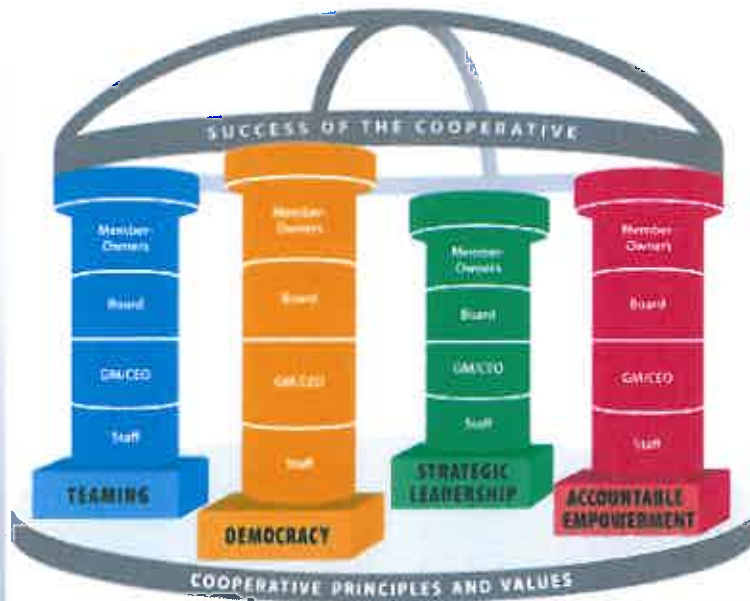 SUCCESS OF THE COOPERATIVE
Member-
Owners
Board
GM/CEO
Staff
TEAMING
Member-
Owners
Board
GM/CEO
Staff
DEMOCRACY
Member-
Owners
Board
GM/CEO
Staff
STRATEGIC
LEADERSHIP
Member
Owners
Board
GM/CEO
Staff
ACCOUNTABLE
EMPOWERMENT
COOPERATIVE PRINCIPLES AND VALUES